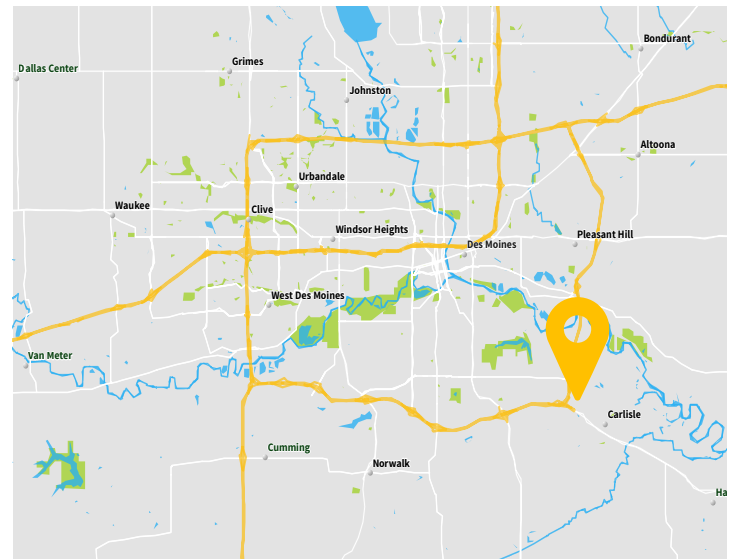 Bondurant
Grimes
Dallas Center
Johnston
Altoona
Urbandale
Waukee
Clive
Windsor Heights
Pleasant Hill
Des Moines
West Des Moines
Van Meter
Carlisle
Cumming
Norwalk
Ha